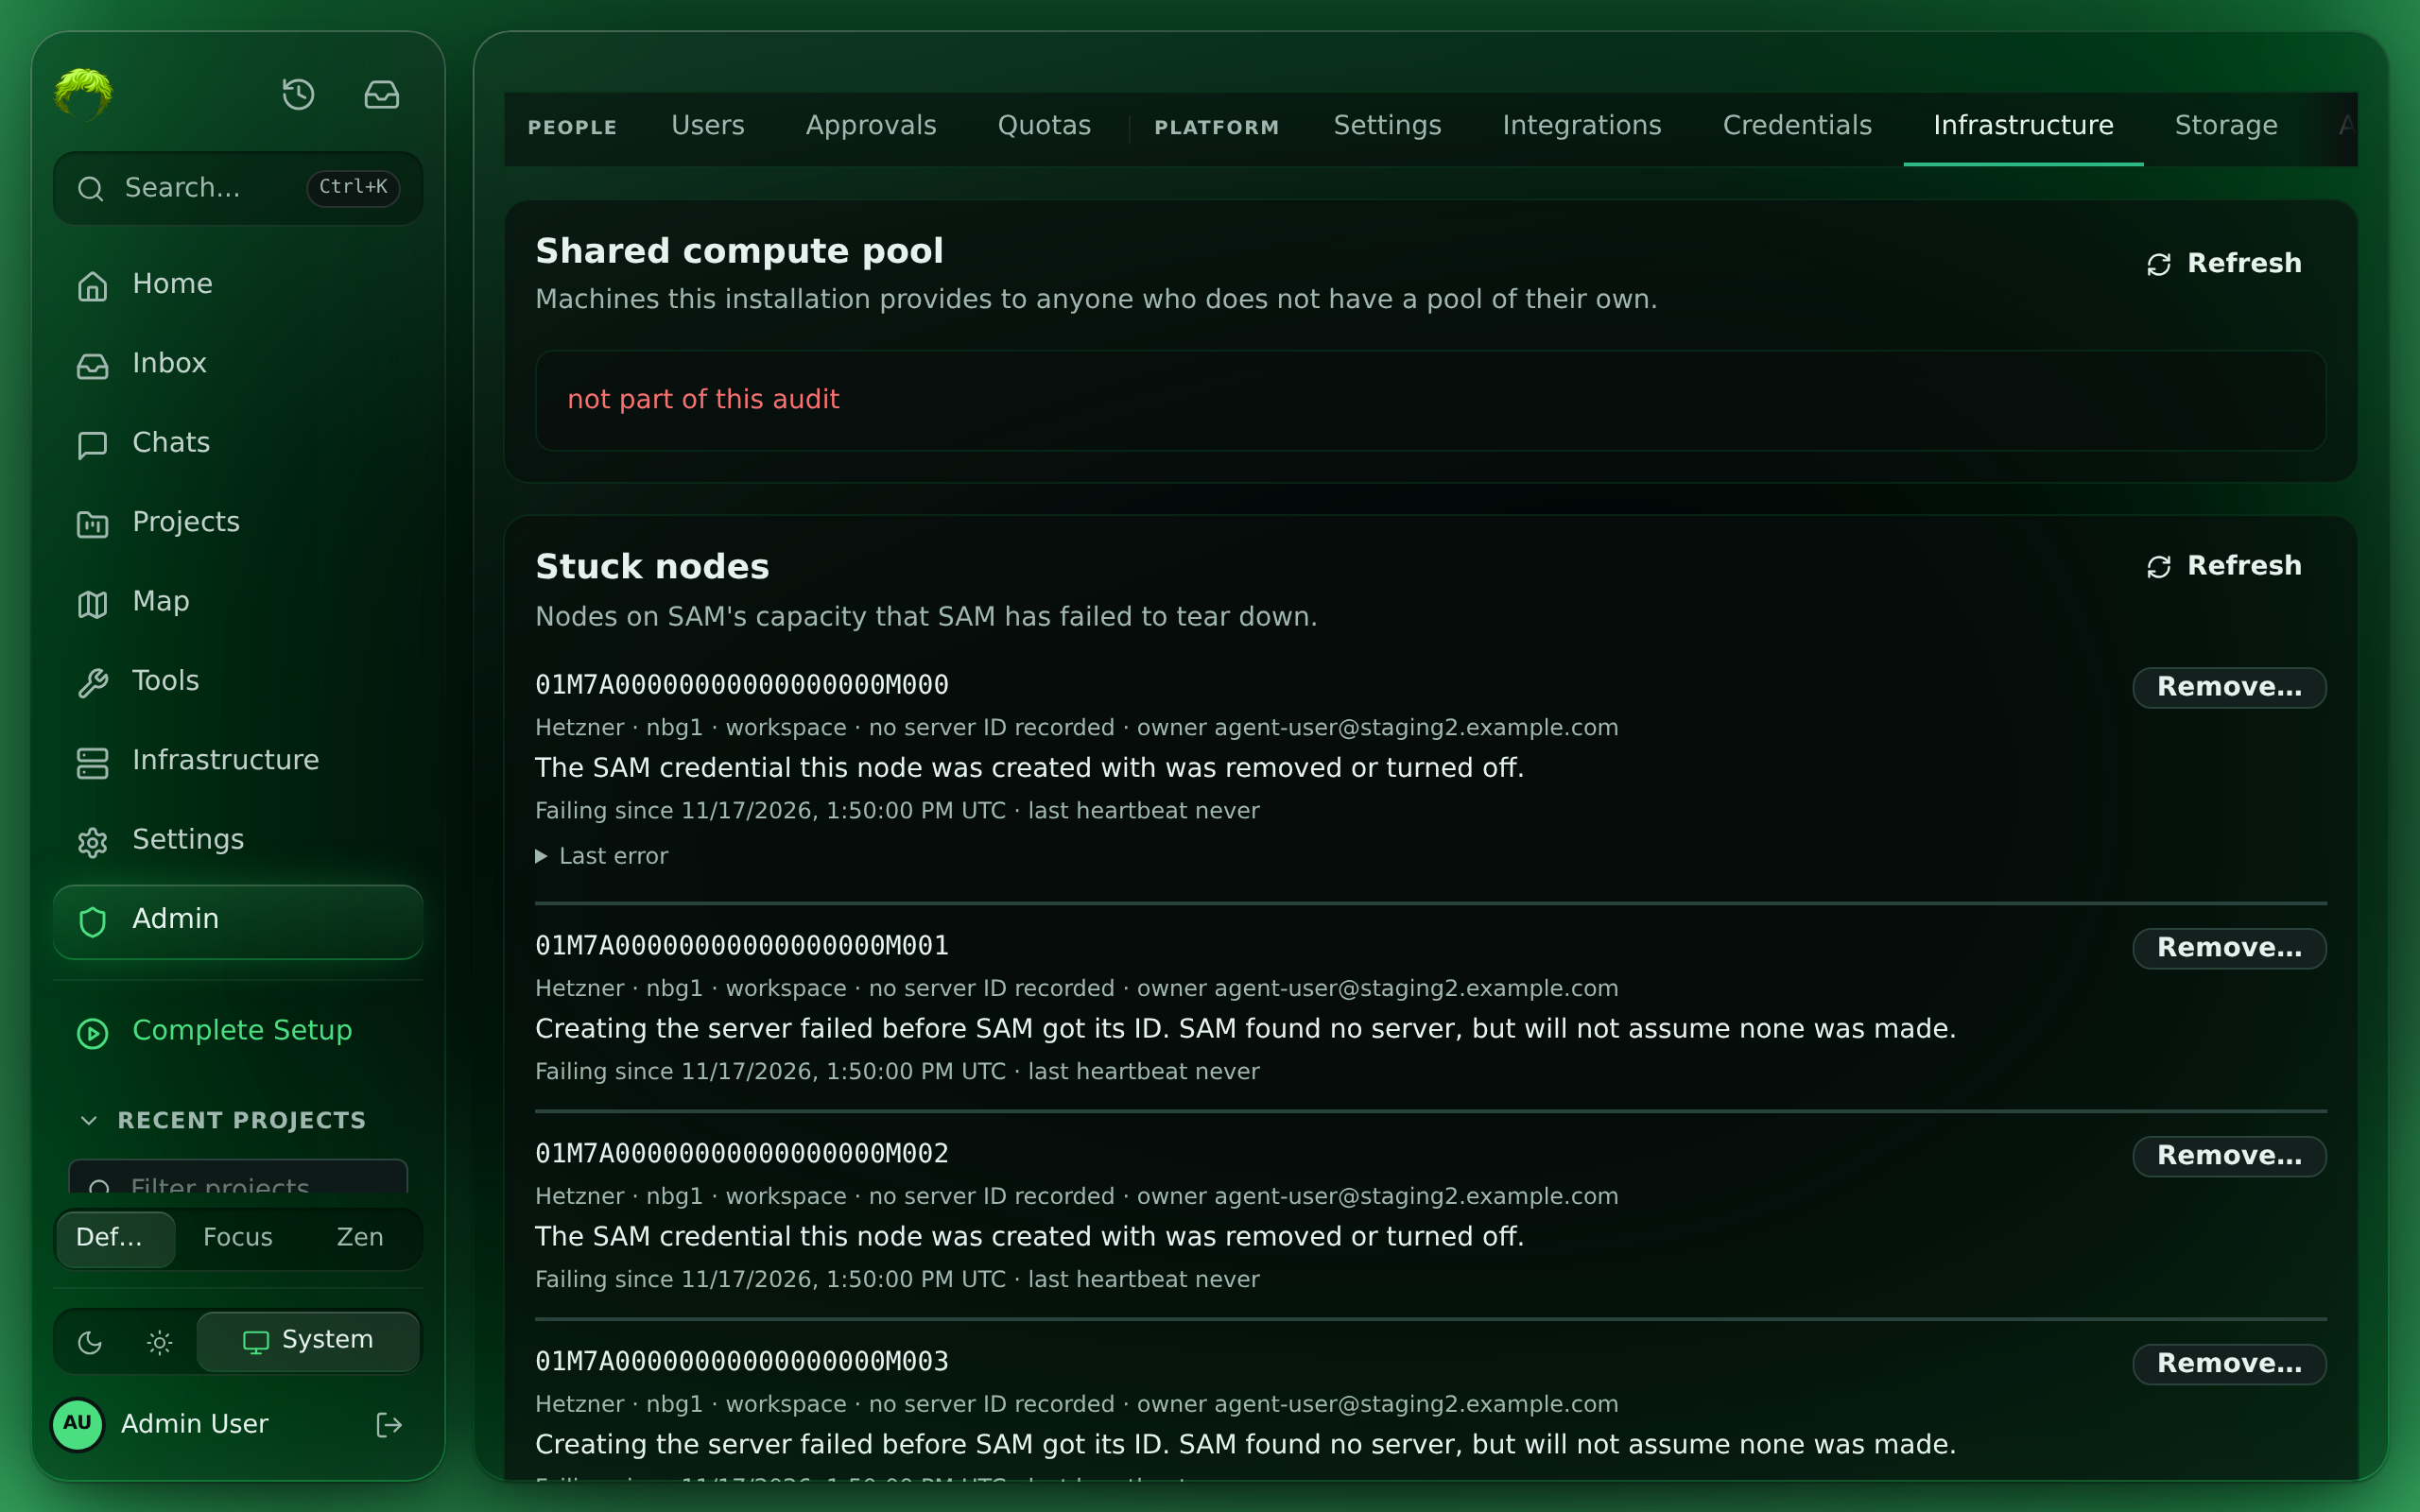 Search...
Ctrl+K
Home
Inbox
Chats
Projects
Map
Tools
Infrastructure
Settings
Admin
Complete Setup
RECENT PROJECTS
Filter projects
Def...
Focus
Zen
System
AU
Admin User
PEOPLE
Users
Approvals
Quotas
PLATFORM
Settings
Integrations
Credentials
Infrastructure
Storage
Shared compute pool
Refresh
Machines this installation provides to anyone who does not have a pool of their own.
not part of this audit
Stuck nodes
Refresh
Nodes on SAM's capacity that SAM has failed to tear down.
01M7A00000000000000000M000
Remove...
Hetzner · nbg1 · workspace · no server ID recorded · owner agent-user@staging2.example.com
The SAM credential this node was created with was removed or turned off.
Failing since 11/17/2026, 1:50:00 PM UTC · last heartbeat never
Last error
01M7A00000000000000000M001
Remove...
Hetzner · nbg1 · workspace · no server ID recorded · owner agent-user@staging2.example.com
Creating the server failed before SAM got its ID. SAM found no server, but will not assume none was made.
Failing since 11/17/2026, 1:50:00 PM UTC · last heartbeat never
01M7A00000000000000000M002
Remove...
Hetzner · nbg1 · workspace · no server ID recorded · owner agent-user@staging2.example.com
The SAM credential this node was created with was removed or turned off.
Failing since 11/17/2026, 1:50:00 PM UTC · last heartbeat never
01M7A00000000000000000M003
Remove...
Hetzner · nbg1 · workspace · no server ID recorded · owner agent-user@staging2.example.com
Creating the server failed before SAM got its ID. SAM found no server, but will not assume none was made.